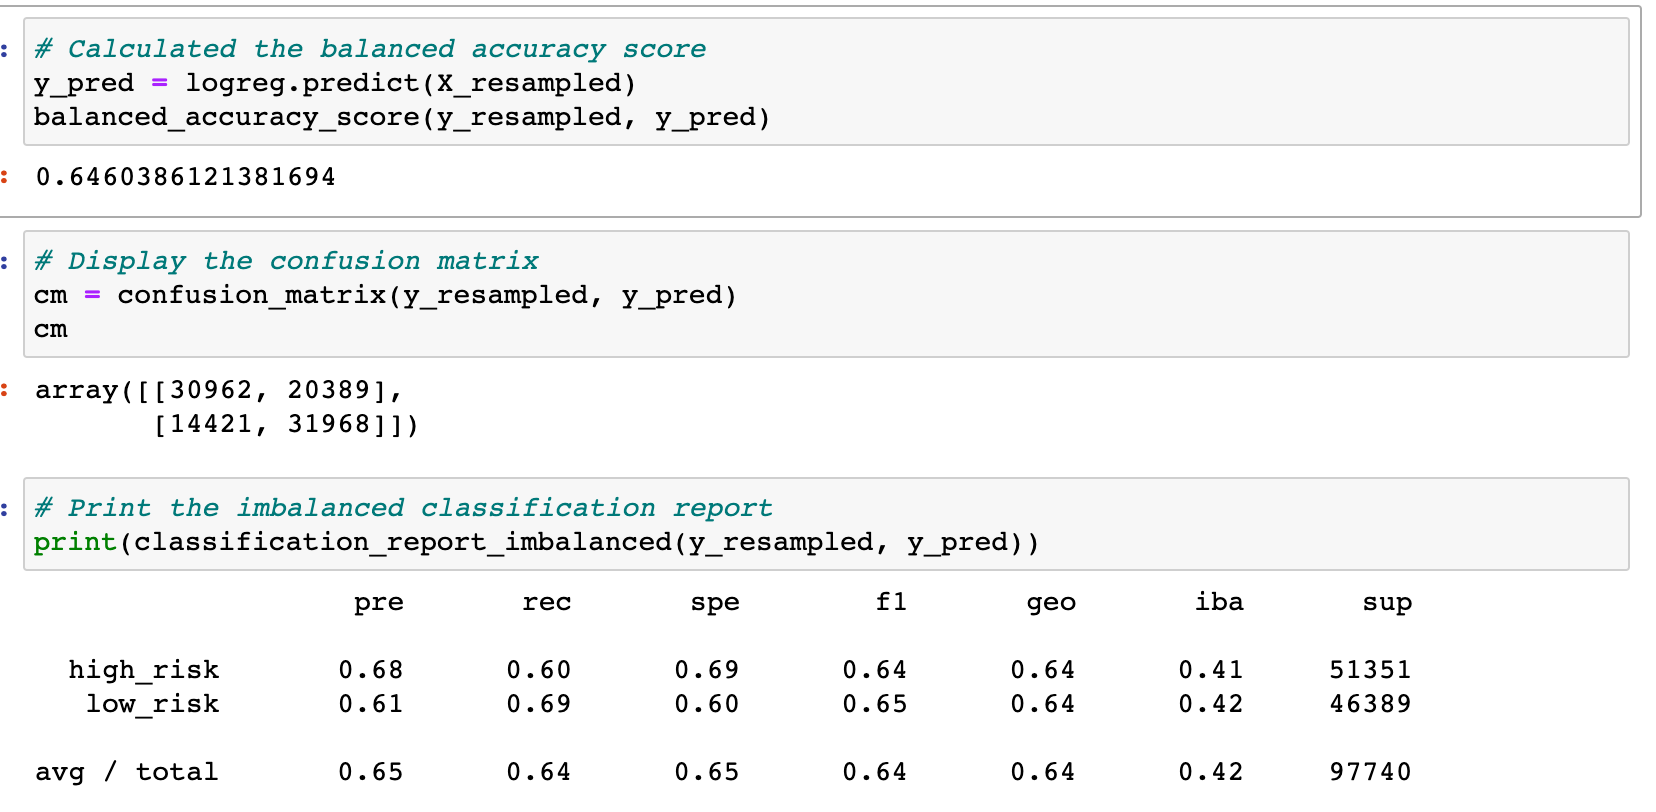 : # Calculated the balanced accuracy score
y_pred = logreg.predict(X_resampled)
balanced_accuracy_score(y_resampled, y_pred)
: 0.6460386121381694
: # Display the confusion matrix
cm = confusion_matrix(y_resampled, y_pred)
cm
: array([[30962, 20389],
[14421, 31968]])
: # Print the imbalanced classification report
print(classification_report_imbalanced(y_resampled, y_pred))
pre rec spe f1 geo iba sup
high_risk 0.68 0.60 0.69 0.64 0.64 0.41 51351
low_risk 0.61 0.69 0.60 0.65 0.64 0.42 46389
avg / total 0.65 0.64 0.65 0.64 0.64 0.42 97740